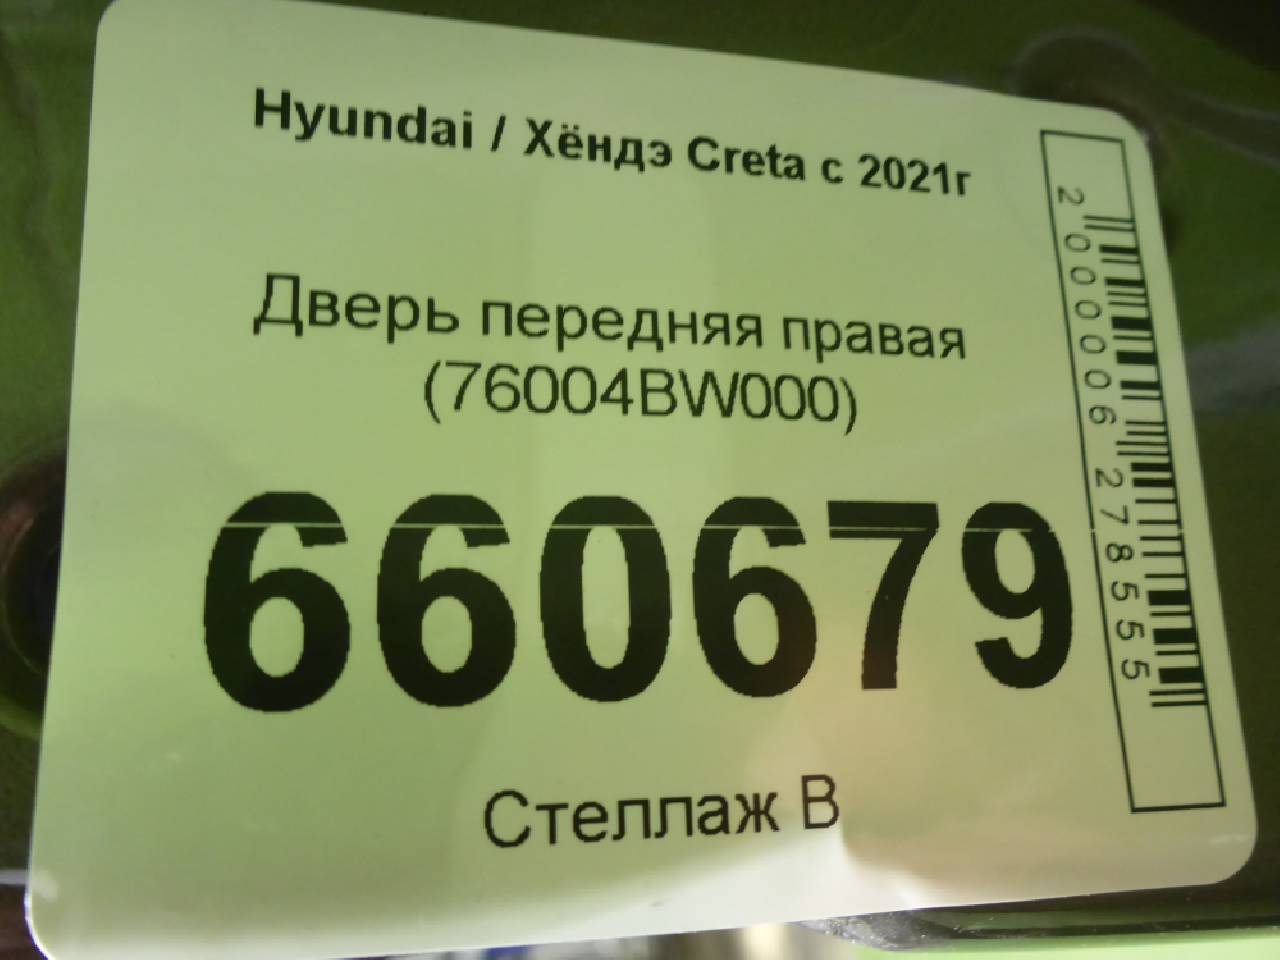 Hyundai / Хёндэ Creta с 2021г
Дверь передняя правая
(76004BW000)
660679
Стеллаж В
2000006278555